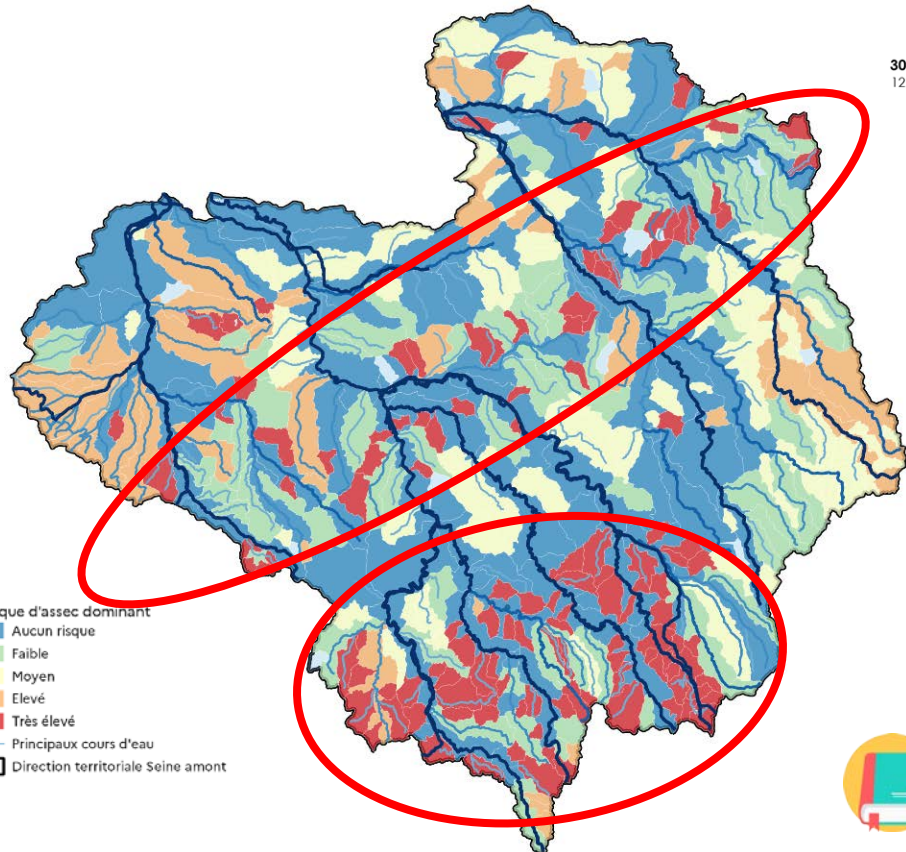 30
12
que d'assec dominant
Aucun risque
Faible
Moyen
Elevé
Très élevé
Principaux cours d'eau
Direction territoriale Seine amont